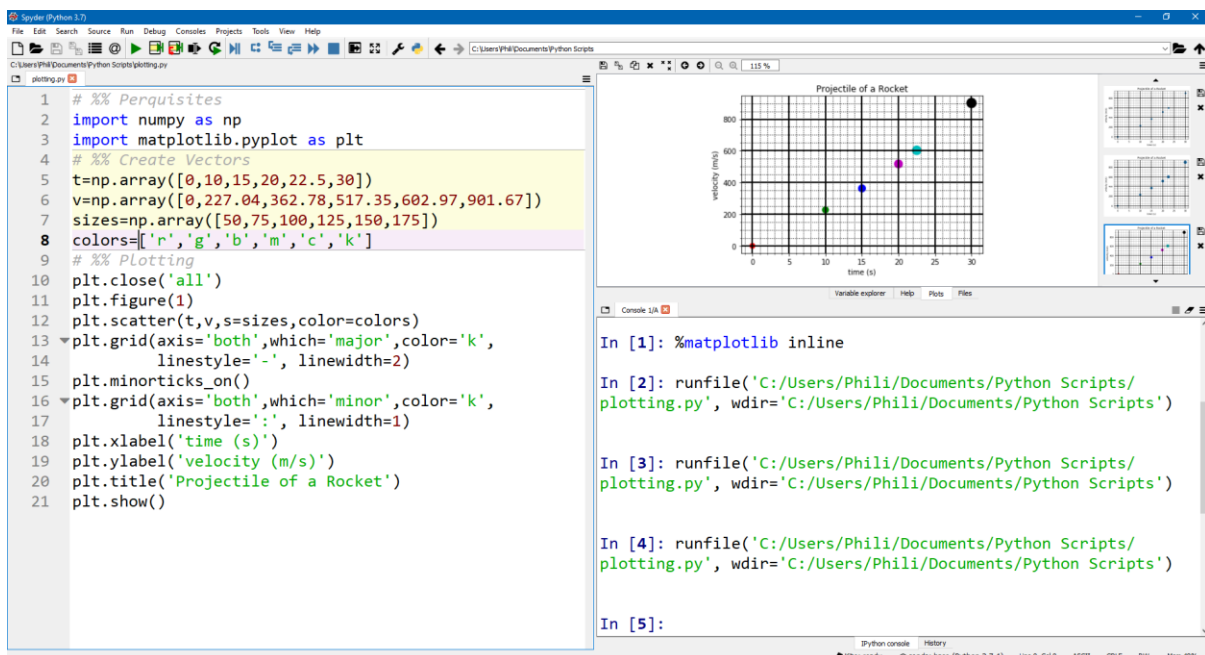 Spyder (Python 3.7)
File Edit Search Source Run Debug Consoles Projects Tools View Help
C:\Users\Phili\Documents\Python Scripts
C:\Users\Phili\Documents\Python Scripts\plotting.py
plotting.py
1 # %% Perquisites
2 import numpy as np
3 import matplotlib.pyplot as plt
4 # %% Create Vectors
5 t=np.array([0,10,15,20,22.5,30])
6 v=np.array([0,227.04,362.78,517.35,602.97,901.67])
7 sizes=np.array([50,75,100,125,150,175])
8 colors=['r','g','b','m','c','k']
9 # %% Plotting
10 plt.close('all')
11 plt.figure(1)
12 plt.scatter(t,v,s=sizes,color=colors)
13 plt.grid(axis='both',which='major',color='k',
14 linestyle='-', linewidth=2)
15 plt.minorticks_on()
16 plt.grid(axis='both',which='minor',color='k',
17 linestyle=':', linewidth=1)
18 plt.xlabel('time (s)')
19 plt.ylabel('velocity (m/s)')
20 plt.title('Projectile of a Rocket')
21 plt.show()
115 %
Projectile of a Rocket
velocity (m/s)
800
600
400
200
0
0 5 10 15 20 25 30
time (s)
Variable explorer Help Plots Files
Console 1/A
In [1]: %matplotlib inline
In [2]: runfile('C:/Users/Phili/Documents/Python Scripts/
plotting.py', wdir='C:/Users/Phili/Documents/Python Scripts')
In [3]: runfile('C:/Users/Phili/Documents/Python Scripts/
plotting.py', wdir='C:/Users/Phili/Documents/Python Scripts')
In [4]: runfile('C:/Users/Phili/Documents/Python Scripts/
plotting.py', wdir='C:/Users/Phili/Documents/Python Scripts')
In [5]:
IPython console History